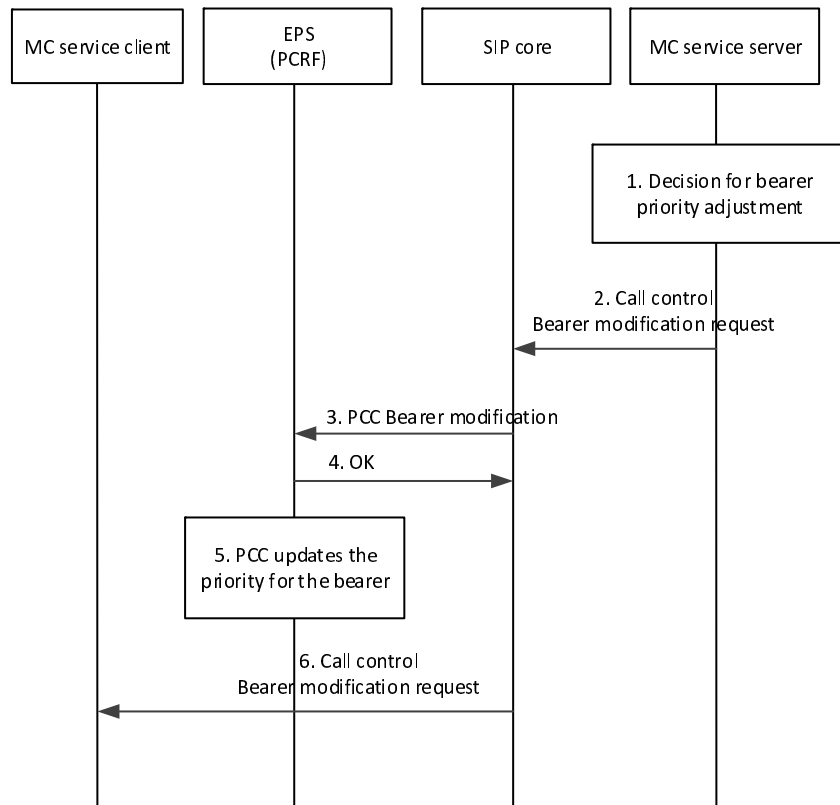 MC service client
EPS
(PCRF)
SIP core
MC service server
1. Decision for bearer
priority adjustment
2. Call control
Bearer modification request
3. PCC Bearer modification
4. OK
5. PCC updates the
priority for the bearer
6. Call control
Bearer modification request